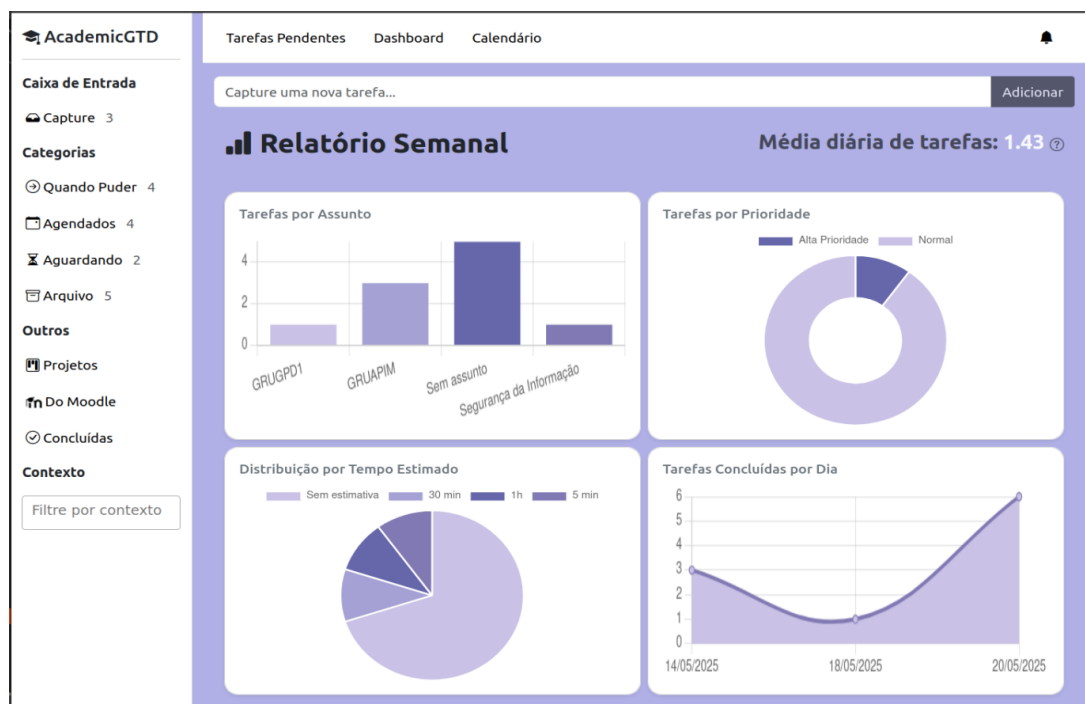 AcademicGTD
Caixa de Entrada
Capture 3
Categorias
Quando Puder 4
Agendados 4
Aguardando 2
Arquivo 5
Outros
Projetos
Do Moodle
Concluídas
Contexto
Filtre por contexto
Tarefas Pendentes Dashboard Calendário
Capture uma nova tarefa... Adicionar
Relatório Semanal
Média diária de tarefas: 1.43 ?
Tarefas por Assunto
4
2
0
GRUGPD1
GRUAPIM
Sem assunto
Segurança da Informação
Tarefas por Prioridade
Alta Prioridade Normal
Distribuição por Tempo Estimado
Sem estimativa 30 min 1h 5 min
Tarefas Concluídas por Dia
6
5
4
3
2
1
0
14/05/2025 18/05/2025 20/05/2025